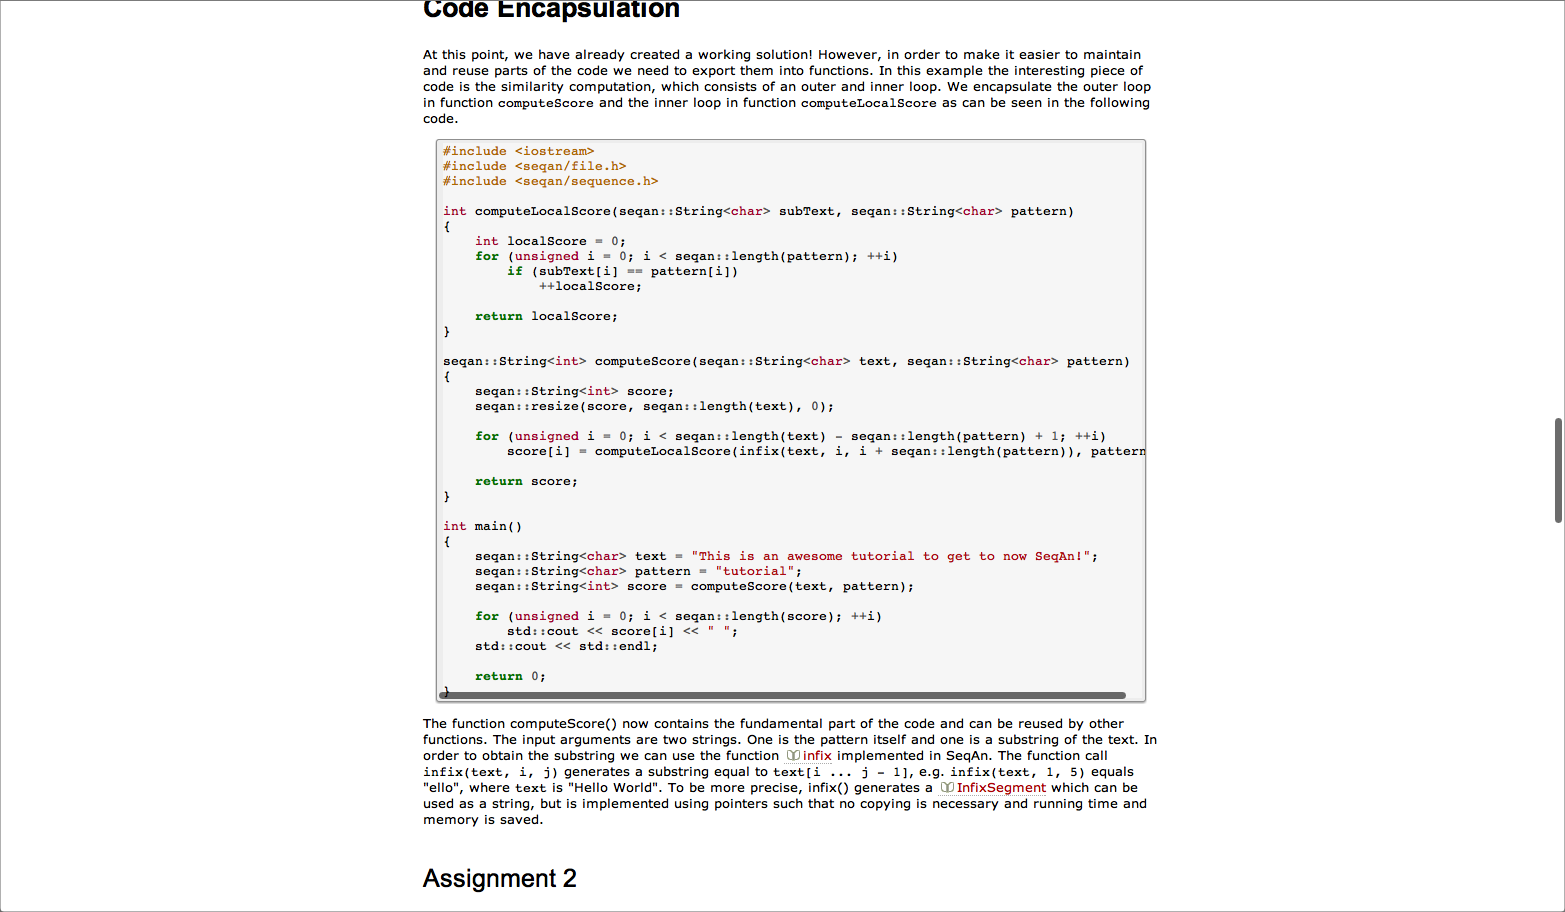 Code Encapsulation
At this point, we have already created a working solution! However, in order to make it easier to maintain
and reuse parts of the code we need to export them into functions. In this example the interesting piece of
code is the similarity computation, which consists of an outer and inner loop. We encapsulate the outer loop
in function computeScore and the inner loop in function computeLocalScore as can be seen in the following
code.
#include <iostream>
#include <seqan/file.h>
#include <seqan/sequence.h>
int computeLocalScore(seqan::String<char> subText, seqan::String<char> pattern)
{
    int localScore = 0;
    for (unsigned i = 0; i < seqan::length(pattern); ++i)
        if (subText[i] == pattern[i])
            ++localScore;
    return localScore;
}
seqan::String<int> computeScore(seqan::String<char> text, seqan::String<char> pattern)
{
    seqan::String<int> score;
    seqan::resize(score, seqan::length(text), 0);
    for (unsigned i = 0; i < seqan::length(text) - seqan::length(pattern) + 1; ++i)
        score[i] = computeLocalScore(infix(text, i, i + seqan::length(pattern)), pattern
    return score;
}
int main()
{
    seqan::String<char> text = "This is an awesome tutorial to get to now SeqAn!";
    seqan::String<char> pattern = "tutorial";
    seqan::String<int> score = computeScore(text, pattern);
    for (unsigned i = 0; i < seqan::length(score); ++i)
        std::cout << score[i] << " ";
    std::cout << std::endl;
    return 0;
}
The function computeScore() now contains the fundamental part of the code and can be reused by other
functions. The input arguments are two strings. One is the pattern itself and one is a substring of the text. In
order to obtain the substring we can use the function infix implemented in SeqAn. The function call
infix(text, i, j) generates a substring equal to text[i ... j - 1], e.g. infix(text, 1, 5) equals
"ello", where text is "Hello World". To be more precise, infix() generates a InfixSegment which can be
used as a string, but is implemented using pointers such that no copying is necessary and running time and
memory is saved.
Assignment 2